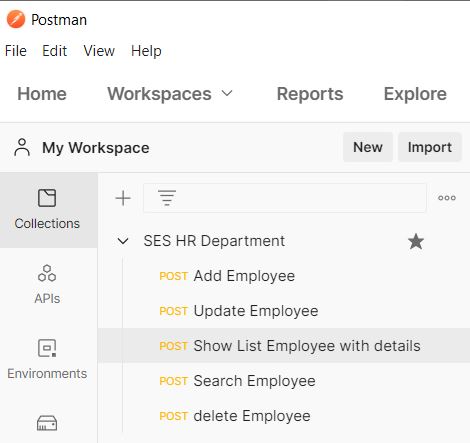 Postman
File Edit View Help
Home Workspaces Reports Explore
My Workspace New Import
Collections
SES HR Department
POST Add Employee
APIs
POST Update Employee
POST Show List Employee with details
Environments
POST Search Employee
POST delete Employee